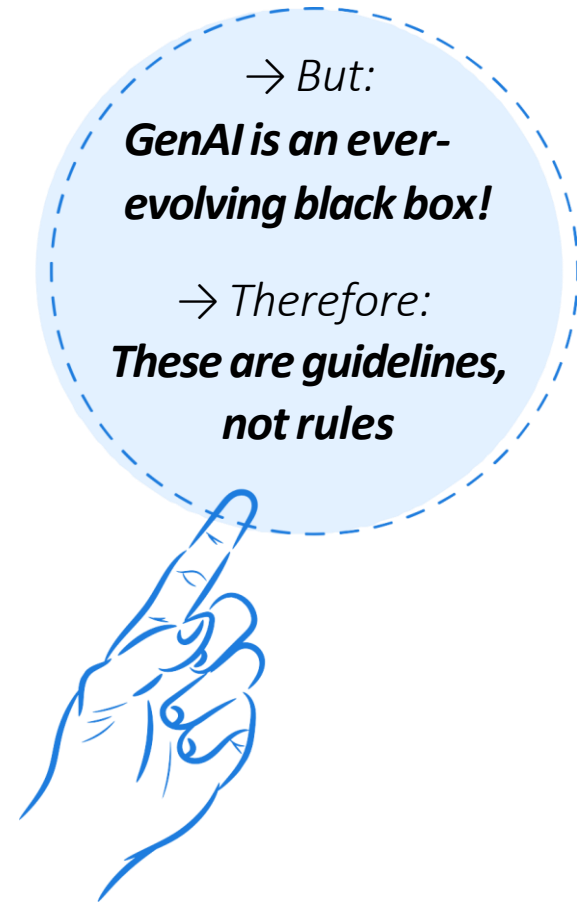 → But:
GenAI is an ever-
evolving black box!
→ Therefore:
These are guidelines,
not rules